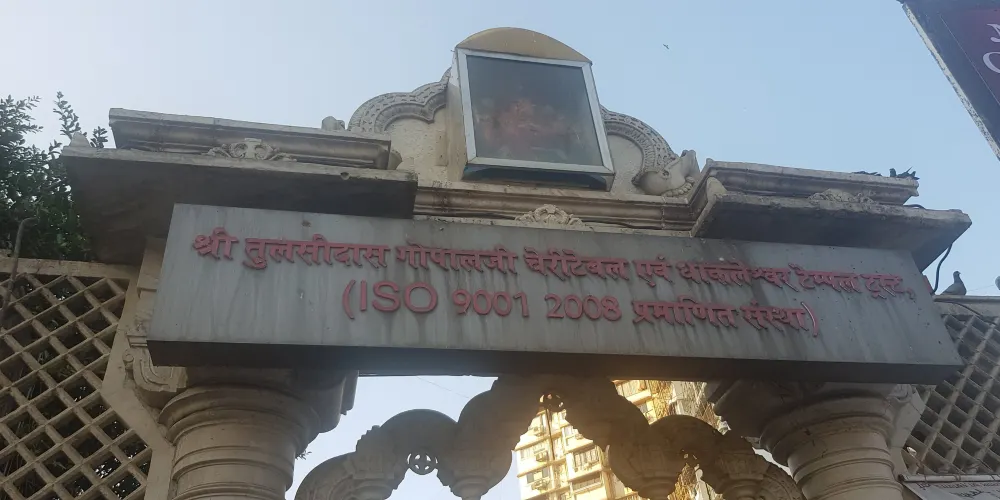 श्री तुलसीदास गोपालजी चेरीटेबल एवं धाकलेश्वर टेम्पल ट्रस्ट,
(ISO 9001 2008 प्रमाणित संस्था)